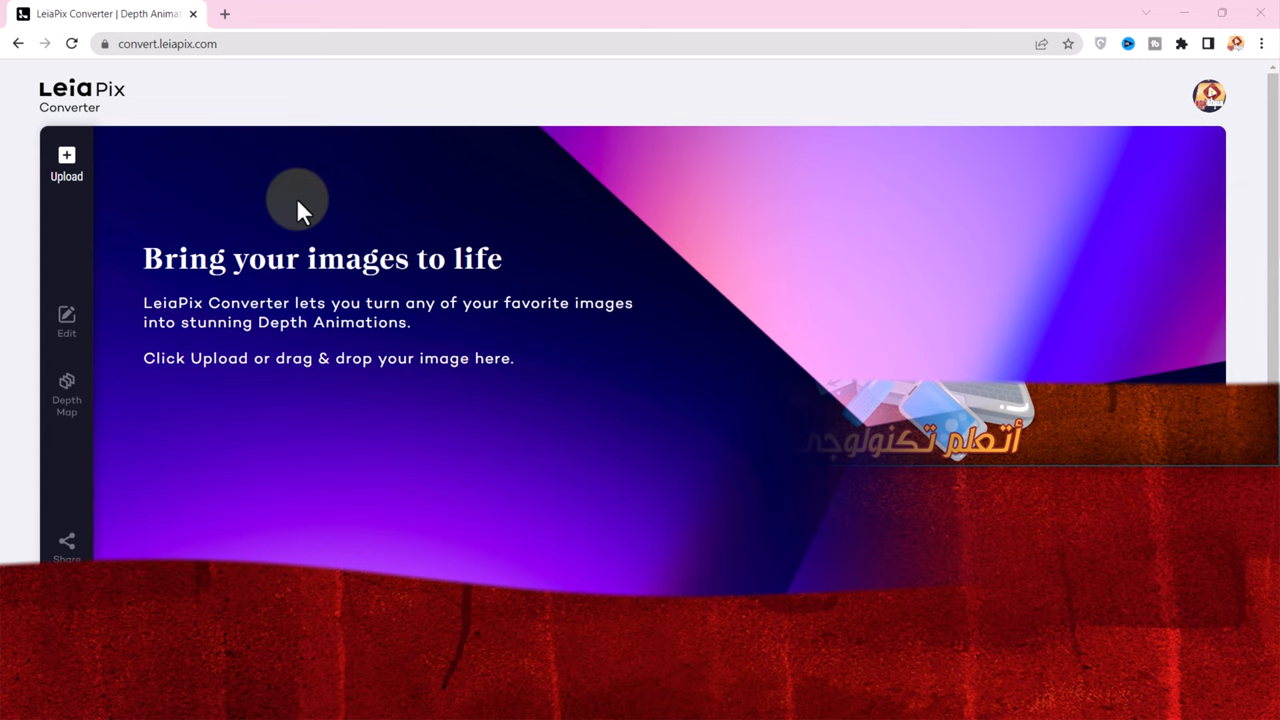 LeiaPix Converter | Depth Anima
convert.leiapix.com
Leia Pix
Converter
Upload
Bring your images to life
LeiaPix Converter lets you turn any of your favorite images
into stunning Depth Animations.
Click Upload or drag & drop your image here.
Edit
Depth
Map
أتعلم تكنولوجى
Share